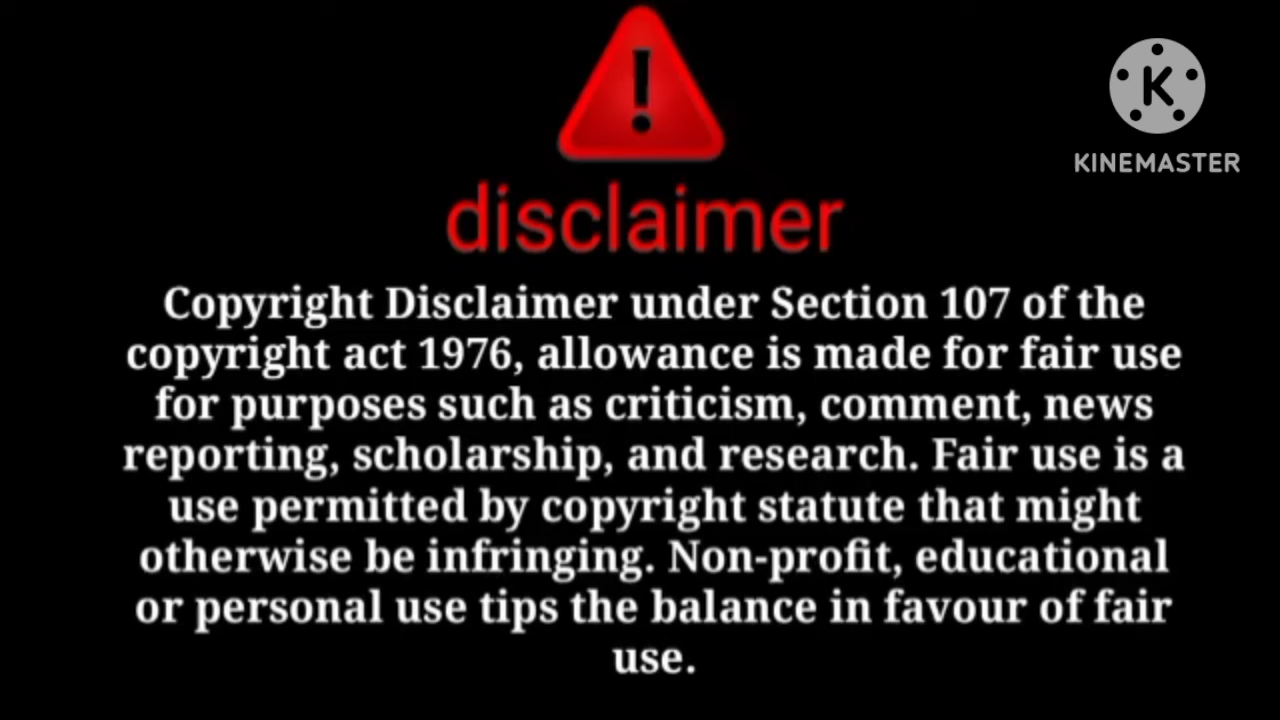 !
K
KINEMASTER
disclaimer
Copyright Disclaimer under Section 107 of the
copyright act 1976, allowance is made for fair use
for purposes such as criticism, comment, news
reporting, scholarship, and research. Fair use is a
use permitted by copyright statute that might
otherwise be infringing. Non-profit, educational
or personal use tips the balance in favour of fair
use.